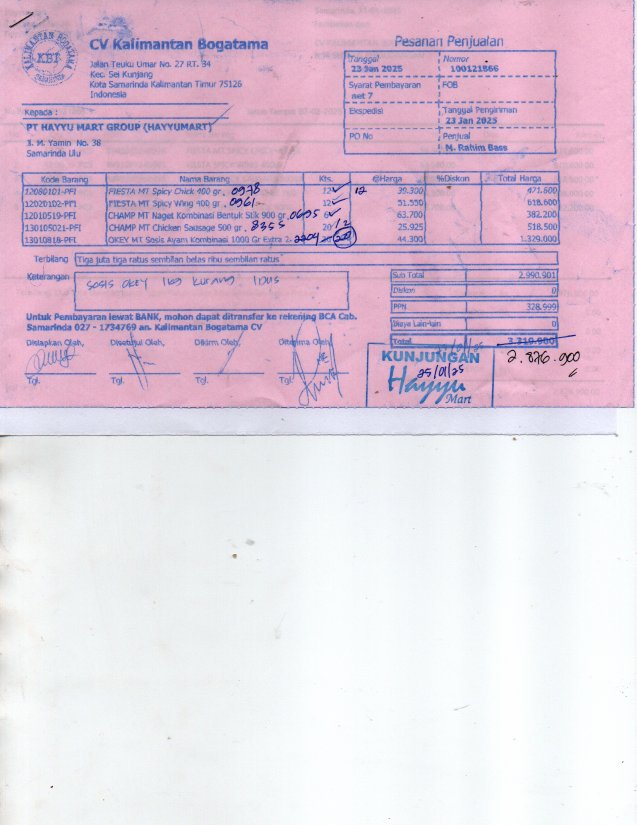 KALIMANTAN BOGATAMA
KBI
SAMARINDA
CV Kalimantan Bogatama
Jalan Teuku Umar No. 27 RT. 34
Kec. Sei Kunjang
Kota Samarinda Kalimantan Timur 75126
Indonesia
Pesanan Penjualan
Tanggal
23 Jan 2025
Nomor
100121866
Syarat Pembayaran
net 7
FOB
Ekspedisi
Tanggal Pengiriman
23 Jan 2025
PO No
Penjual
M. Rahim Bass
Kepada :
PT HAYYU MART GROUP (HAYYUMART)
Jl. M. Yamin No. 38
Samarinda Ulu
Kode Barang Nama Barang Kts. @Harga %Diskon Total Harga
12080101-PFI FIESTA MT Spicy Chick 400 gr. 0978 12 12 39.300 471.600
12020102-PFI FIESTA MT Spicy Wing 400 gr. 0961 12 51.550 618.600
12010519-PFI CHAMP MT Naget Kombinasi Bentuk Stik 900 gr. 0695 6 63.700 382.200
130105021-PFI CHAMP MT Chicken Sausage 500 gr. 8355 20 25.925 518.500
13010818-PFI OKEY MT Sosis Ayam Kombinasi 1000 Gr Extra 2. 44.300 1.329.000
Terbilang Tiga juta tiga ratus sembilan belas ribu sembilan ratus
Keterangan
Sosis okey 1kg kurang 1Dus
Sub Total 2.990.901
Diskon 0
PPN 328.999
Biaya Lain-lain 0
Total 3.319.900
2.876.000
Untuk Pembayaran lewat BANK, mohon dapat ditransfer ke rekening BCA Cab.
Samarinda 027 - 1734769 an. Kalimantan Bogatama CV
Disiapkan Oleh, Disetujui Oleh, Dikirim Oleh, Diterima Oleh,
Tgl. Tgl. Tgl. Tgl.
KUNJUNGAN
25/01/25
Hayyu
Mart